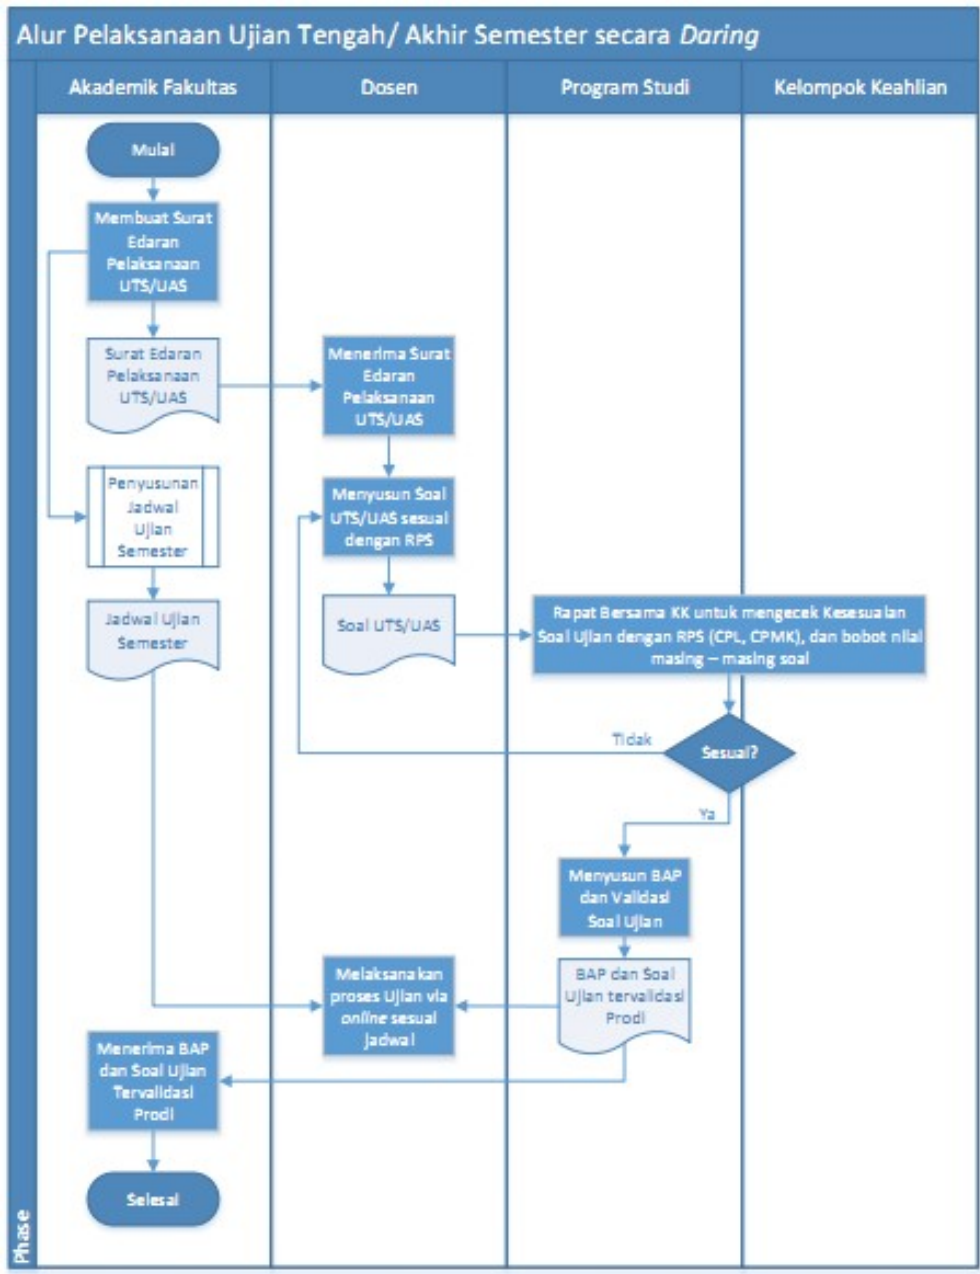 Alur Pelaksanaan Ujian Tengah/ Akhir Semester secara Daring
Akademik Fakultas
Dosen
Program Studi
Kelompok Keahlian
Mulai
Membuat Surat
Edaran
Pelaksanaan
UTS/UAS
Surat Edaran
Pelaksanaan
UTS/UAS
Menerima Surat
Edaran
Pelaksanaan
UTS/UAS
Penyusunan
Jadwal
Ujian
Semester
Menyusun Soal
UTS/UAS sesuai
dengan RPS
Jadwal Ujian
Semester
Soal UTS/UAS
Rapat Bersama KK untuk mengecek Kesesuaian
Soal Ujian dengan RPS (CPL, CPMK), dan bobot nilai
masing – masing soal
Tidak
Sesuai?
Ya
Menyusun BAP
dan Validasi
Soal Ujian
Melaksanakan
proses Ujian via
online sesuai
jadwal
BAP dan Soal
Ujian tervalidasi
Prodi
Menerima BAP
dan Soal Ujian
Tervalidasi
Prodi
Selesai
Phase